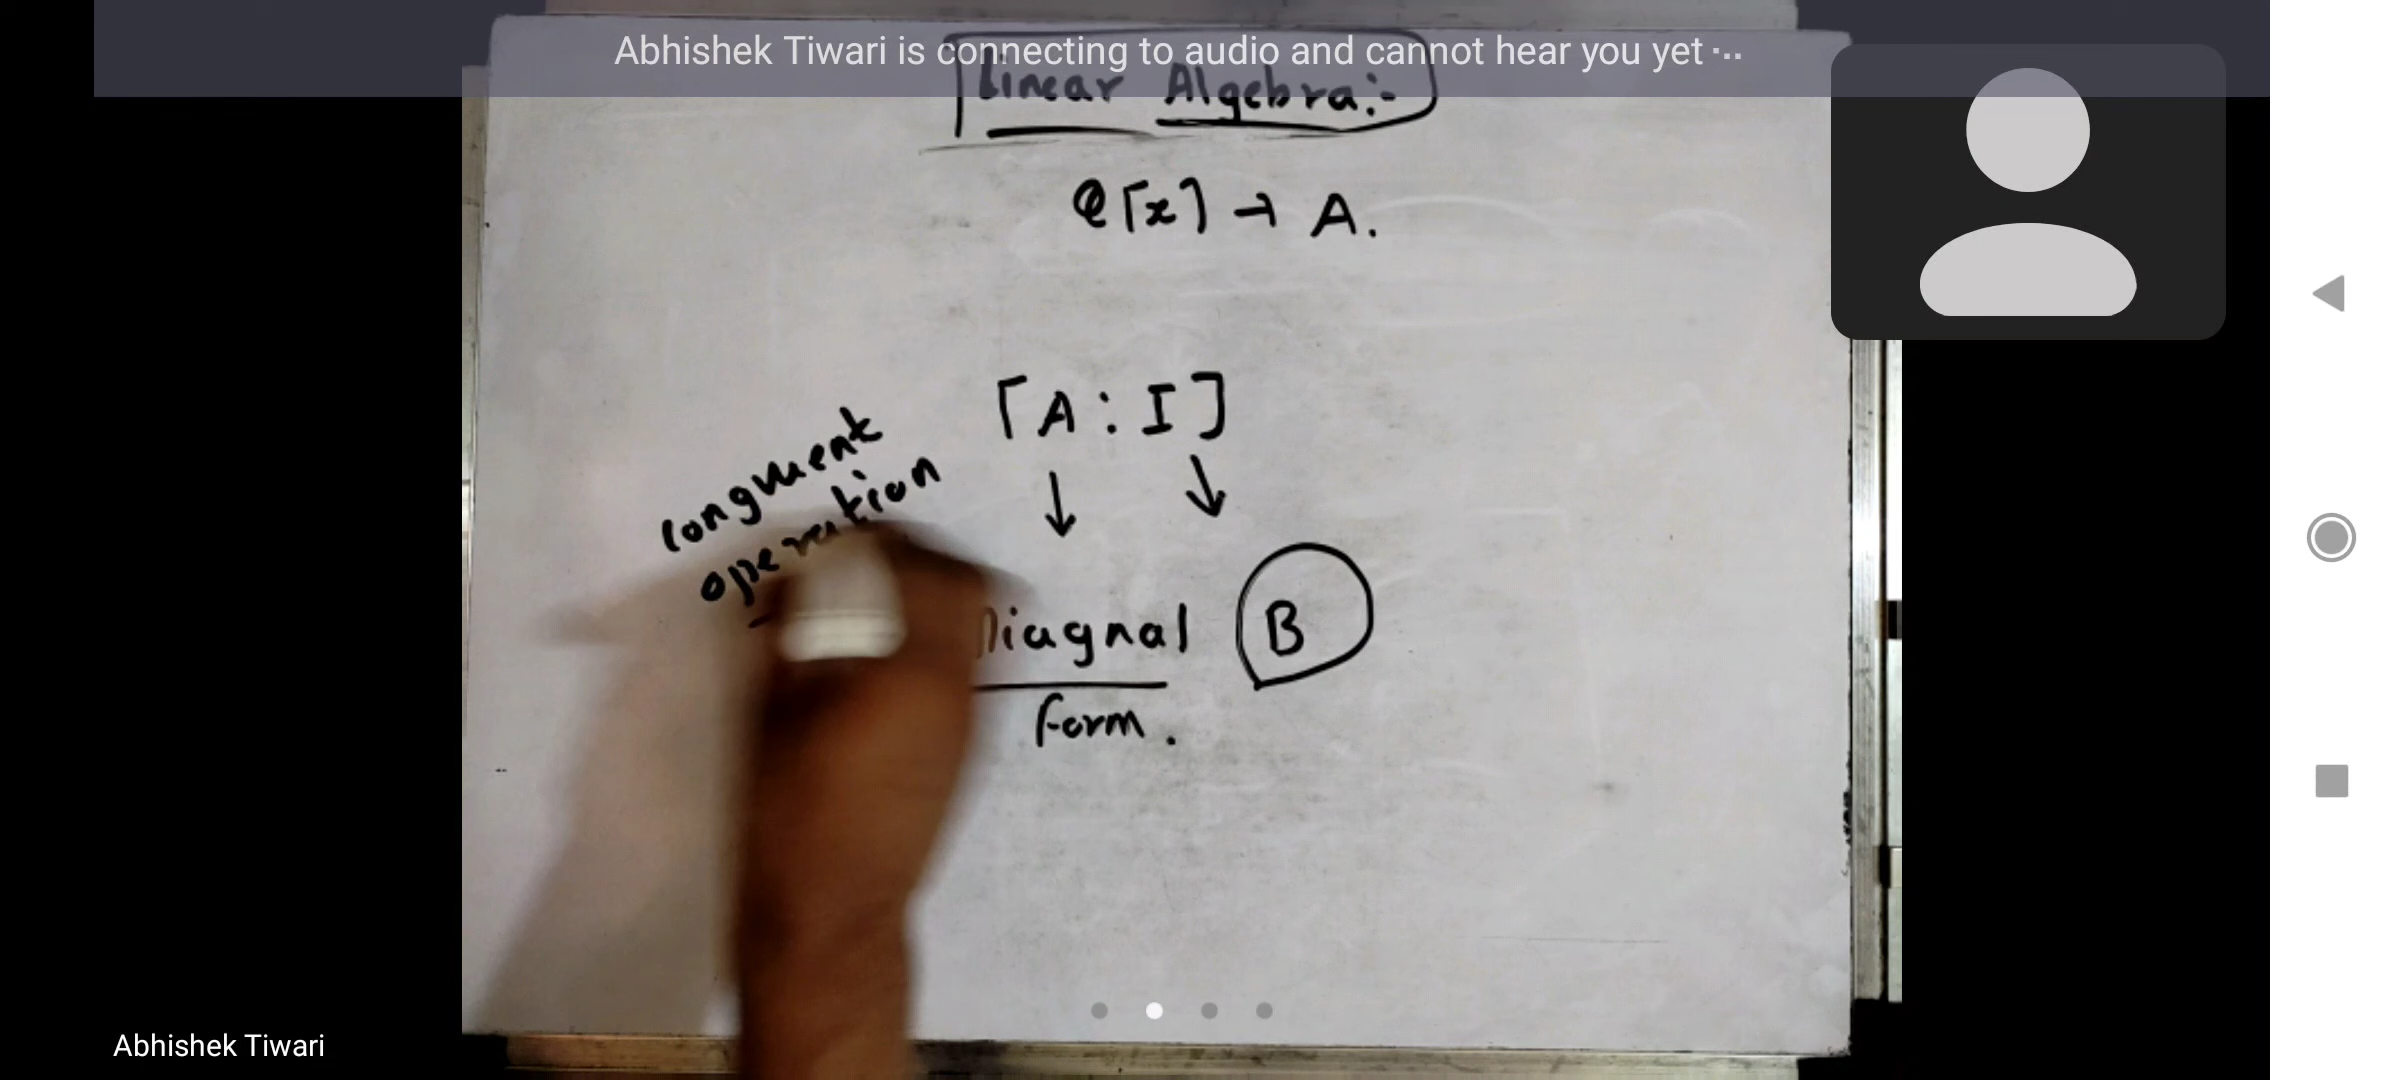 Abhishek Tiwari is connecting to audio and cannot hear you yet ...
Linear Algebra:-
Q[x] → A.
[A : I]
congruent
operation
Diagnal B
form.
Abhishek Tiwari